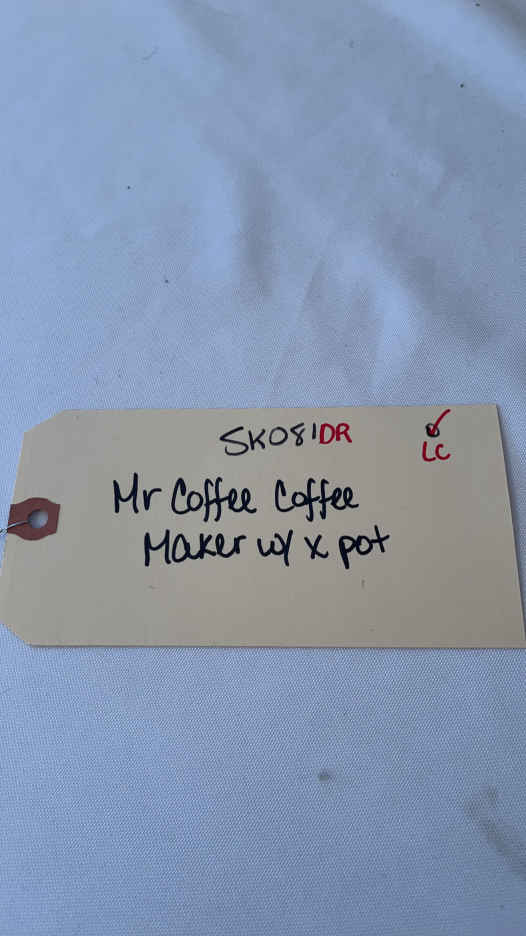 SK081DR
LC
Mr Coffee Coffee
Maker w/ x pot